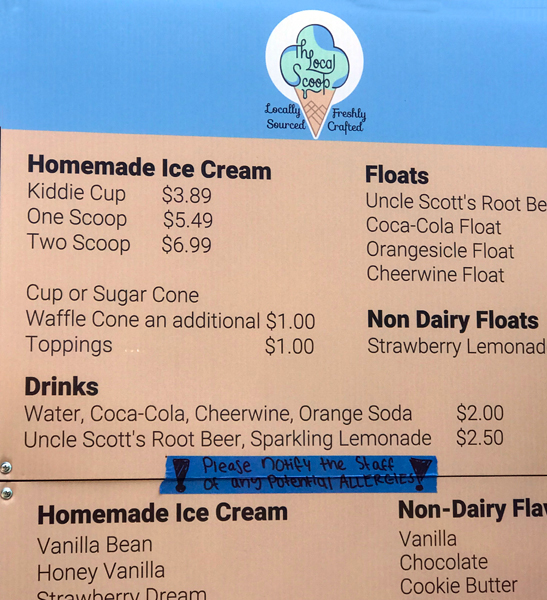 The Local Scoop
Locally Sourced
Freshly Crafted
Homemade Ice Cream
Kiddie Cup $3.89
One Scoop $5.49
Two Scoop $6.99
Cup or Sugar Cone
Waffle Cone an additional $1.00
Toppings ... $1.00
Floats
Uncle Scott's Root Be
Coca-Cola Float
Orangesicle Float
Cheerwine Float
Non Dairy Floats
Strawberry Lemonad
Drinks
Water, Coca-Cola, Cheerwine, Orange Soda $2.00
Uncle Scott's Root Beer, Sparkling Lemonade $2.50
! Please notify the Staff
of any Potential ALLERGIES!
Homemade Ice Cream
Vanilla Bean
Honey Vanilla
Strawberry Dream
Non-Dairy Flav
Vanilla
Chocolate
Cookie Butter